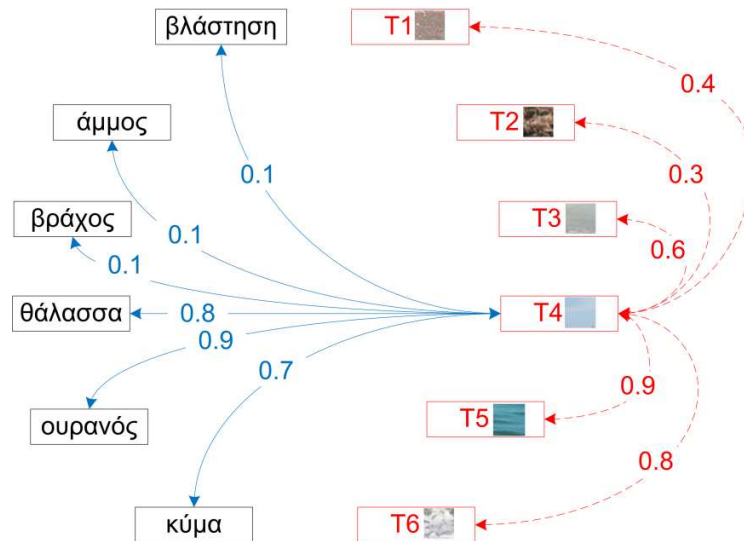 βλάστηση
T1
0.4
άμμος
T2
0.1
0.3
βράχος
T3
0.1
0.6
0.1
θάλασσα
0.8
T4
0.9
0.7
ουρανός
T5
0.9
0.8
κύμα
T6